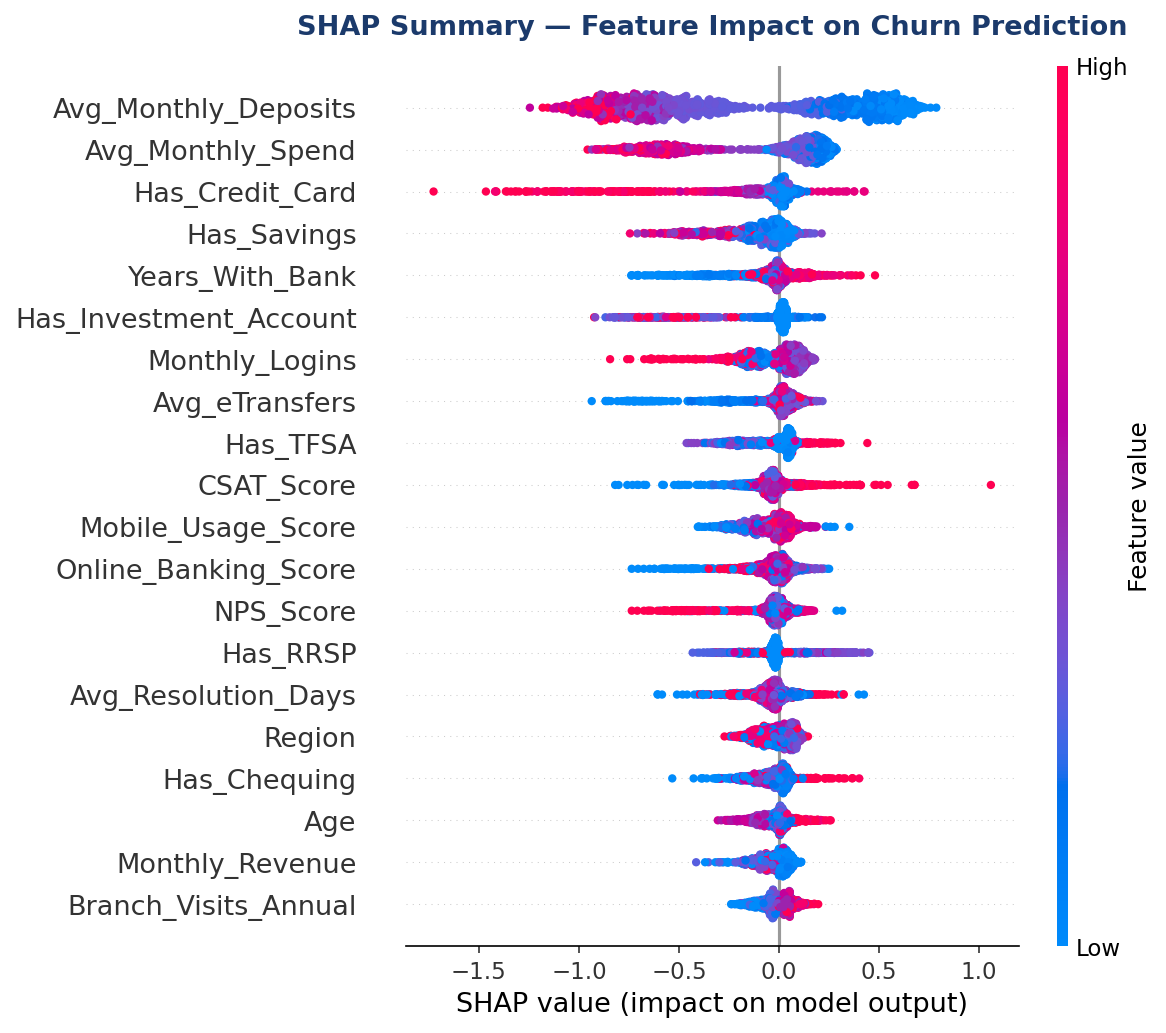 SHAP Summary — Feature Impact on Churn Prediction
High
Avg_Monthly_Deposits
Avg_Monthly_Spend
Has_Credit_Card
Has_Savings
Years_With_Bank
Has_Investment_Account
Monthly_Logins
Avg_eTransfers
Has_TFSA
CSAT_Score
Mobile_Usage_Score
Online_Banking_Score
NPS_Score
Has_RRSP
Avg_Resolution_Days
Region
Has_Chequing
Age
Monthly_Revenue
Branch_Visits_Annual
Feature value
Low
−1.5 −1.0 −0.5 0.0 0.5 1.0
SHAP value (impact on model output)